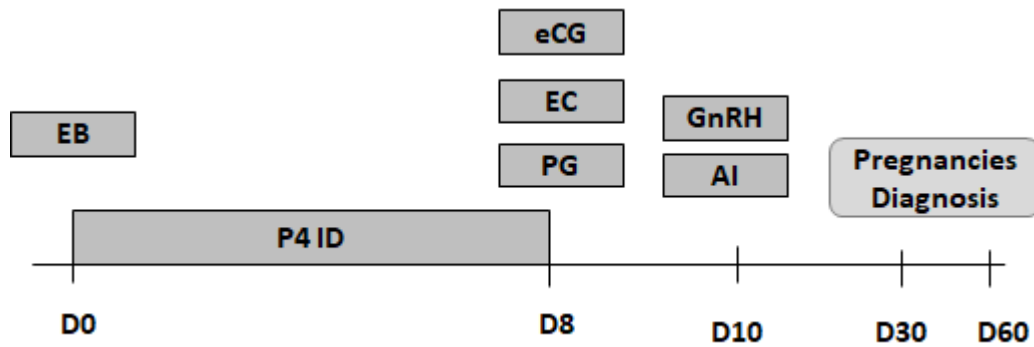 eCG
EC
GnRH
EB
PG
AI
Pregnancies
Diagnosis
P4 ID
D0
D8
D10
D30
D60